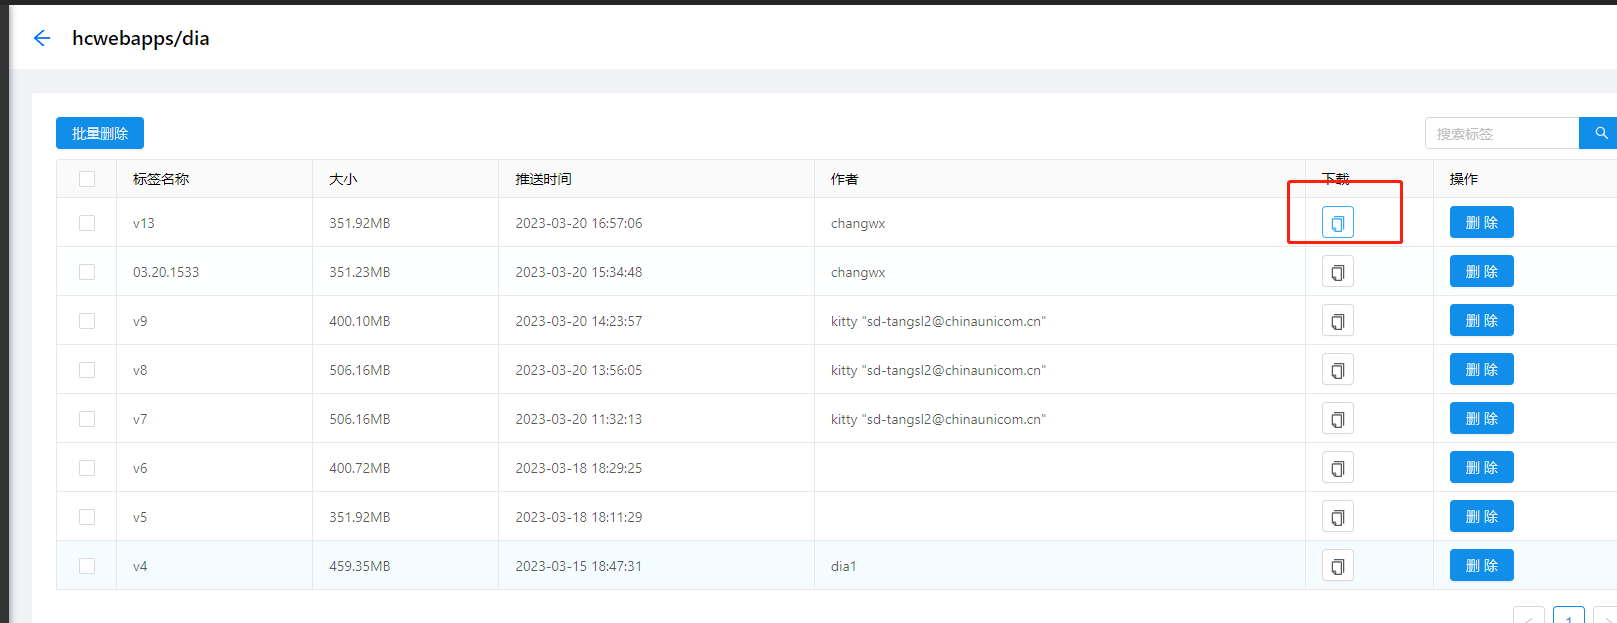 hcwebapps/dia
批量删除
搜索标签
标签名称 大小 推送时间 作者 下载 操作
v13 351.92MB 2023-03-20 16:57:06 changwx 删 除
03.20.1533 351.23MB 2023-03-20 15:34:48 changwx 删 除
v9 400.10MB 2023-03-20 14:23:57 kitty "sd-tangsl2@chinaunicom.cn" 删 除
v8 506.16MB 2023-03-20 13:56:05 kitty "sd-tangsl2@chinaunicom.cn" 删 除
v7 506.16MB 2023-03-20 11:32:13 kitty "sd-tangsl2@chinaunicom.cn" 删 除
v6 400.72MB 2023-03-18 18:29:25 删 除
v5 351.92MB 2023-03-18 18:11:29 删 除
v4 459.35MB 2023-03-15 18:47:31 dia1 删 除
1